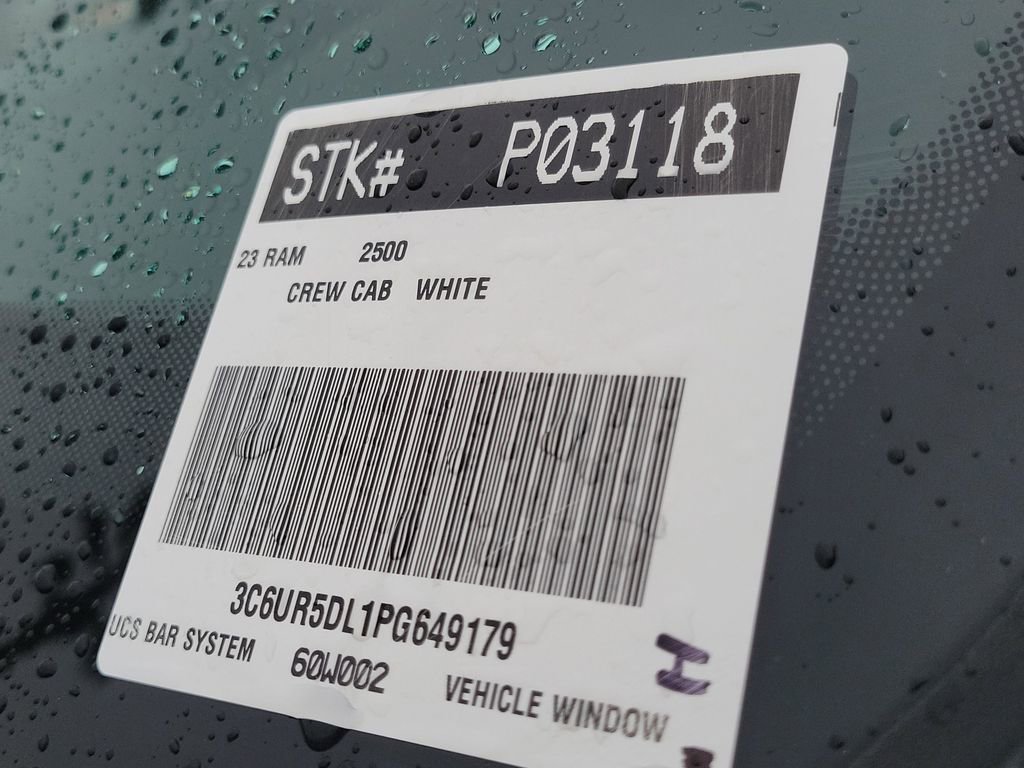 STK# P03118
23 RAM 2500
CREW CAB WHITE
3C6UR5DL1PG649179
UCS BAR SYSTEM 60W002 VEHICLE WINDOW
H